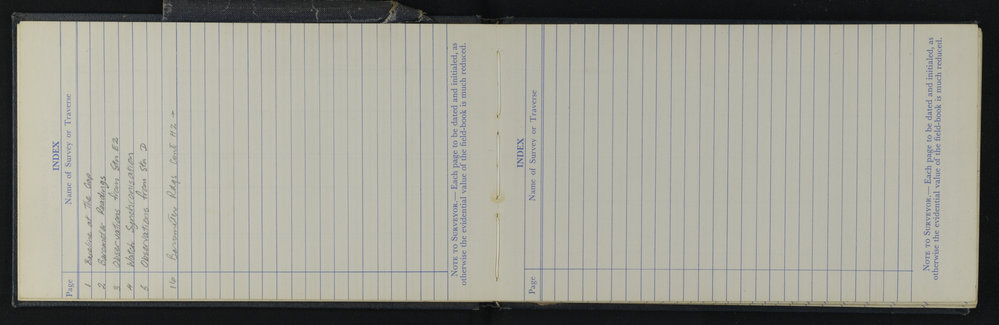 INDEX
Page Name of Survey or Traverse
1 Baseline at The Gap
2 Barometer Readings
3 Observations from Stn E2
4 Watch Synchronisation
5 Observations from Stn D
16 Barometer Rdgs Cont
NOTE TO SURVEYOR.— Each page to be dated and initialed, as
otherwise the evidential value of the field-book is much reduced.
INDEX
Page Name of Survey or Traverse
NOTE TO SURVEYOR.— Each page to be dated and initialed, as
otherwise the evidential value of the field-book is much reduced.